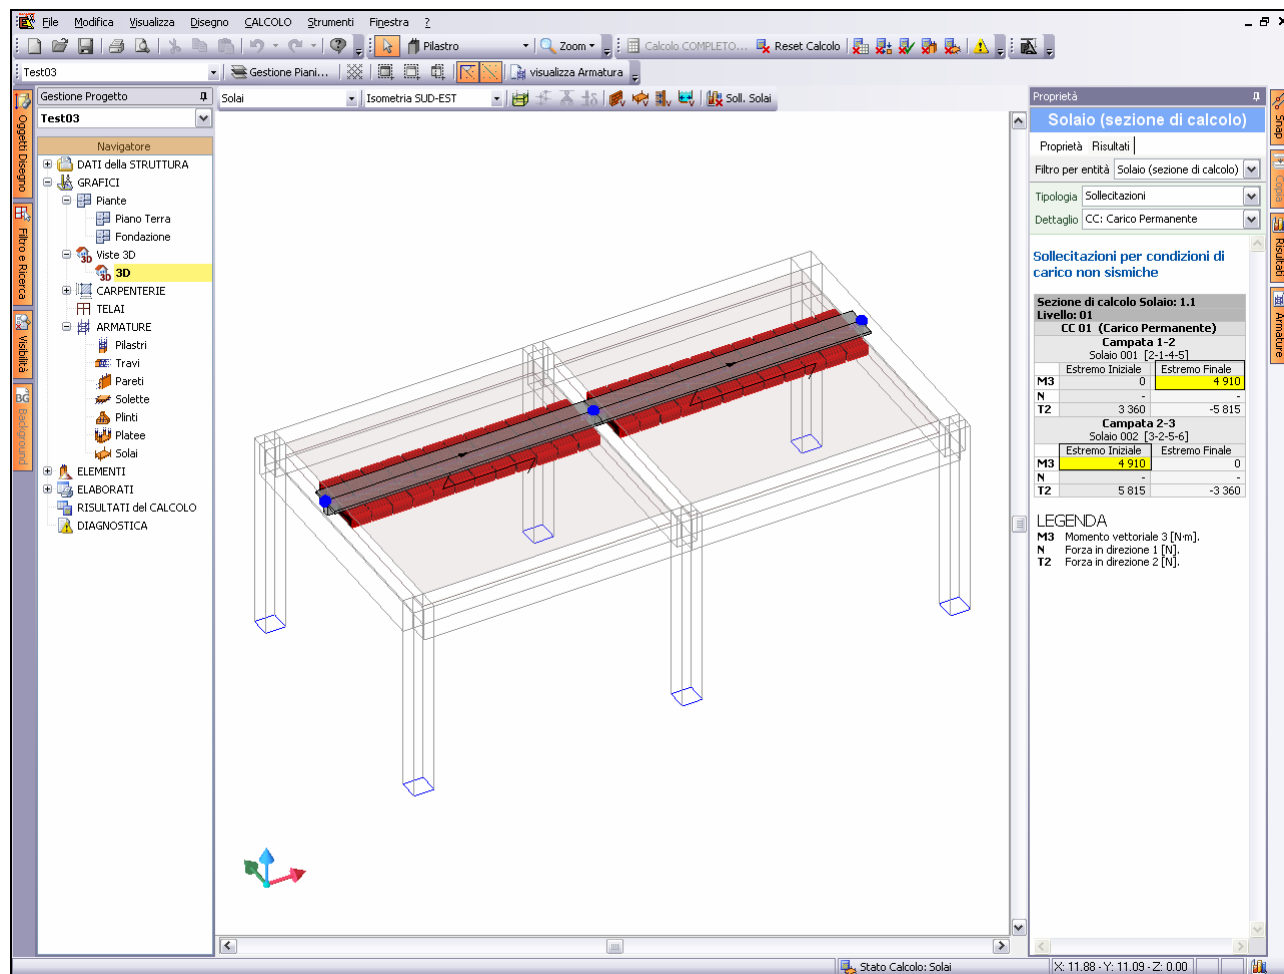 File Modifica Visualizza Disegno CALCOLO Strumenti Finestra ?
Pilastro Zoom Calcolo COMPLETO... Reset Calcolo
Test03 Gestione Piani... visualizza Armatura
Gestione Progetto
Test03
Navigatore
DATI della STRUTTURA
GRAFICI
Piante
Piano Terra
Fondazione
Viste 3D
3D
CARPENTERIE
TELAI
ARMATURE
Pilastri
Travi
Pareti
Solette
Plinti
Platee
Solai
ELEMENTI
ELABORATI
RISULTATI del CALCOLO
DIAGNOSTICA
Oggetti Disegno
Filtro e Ricerca
Visibilità
BG Background
Solai Isometria SUD-EST Soll. Solai
Proprietà
Solaio (sezione di calcolo)
Proprietà Risultati
Filtro per entità Solaio (sezione di calcolo)
Tipologia Sollecitazioni
Dettaglio CC: Carico Permanente
Sollecitazioni per condizioni di
carico non sismiche
Sezione di calcolo Solaio: 1.1
Livello: 01
CC 01 (Carico Permanente)
Campata 1-2
Solaio 001 [2-1-4-5]
Estremo Iniziale Estremo Finale
M3 0 4 910
N - -
T2 3 360 -5 815
Campata 2-3
Solaio 002 [3-2-5-6]
Estremo Iniziale Estremo Finale
M3 4 910 0
N - -
T2 5 815 -3 360
LEGENDA
M3 Momento vettoriale 3 [N·m].
N Forza in direzione 1 [N].
T2 Forza in direzione 2 [N].
Snap
Copia
Risultati
Armature
Stato Calcolo: Solai X: 11.88 - Y: 11.09 - Z: 0.00